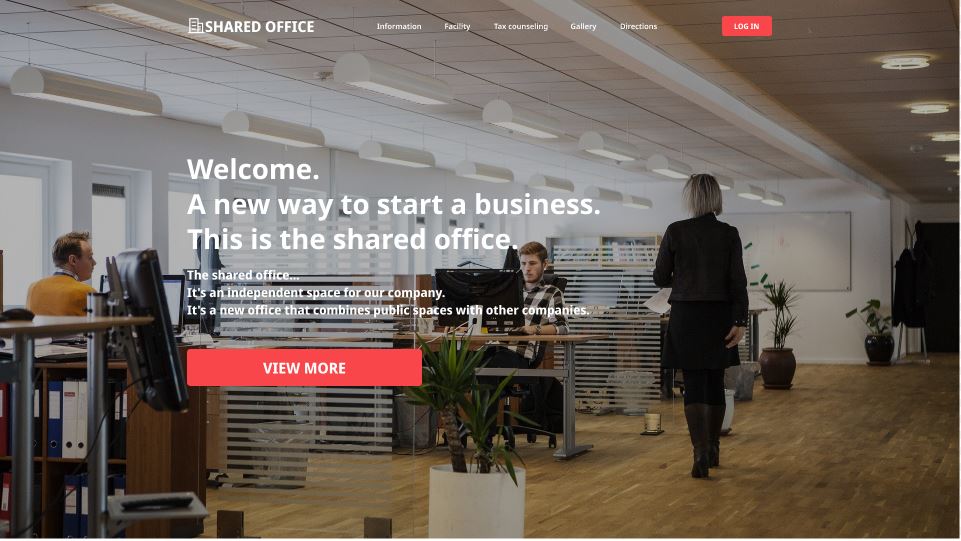 SHARED OFFICE
Information
Facility
Tax counseling
Gallery
Directions
LOG IN
Welcome.
A new way to start a business.
This is the shared office.
The shared office...
It's an independent space for our company.
It's a new office that combines public spaces with other companies.
VIEW MORE